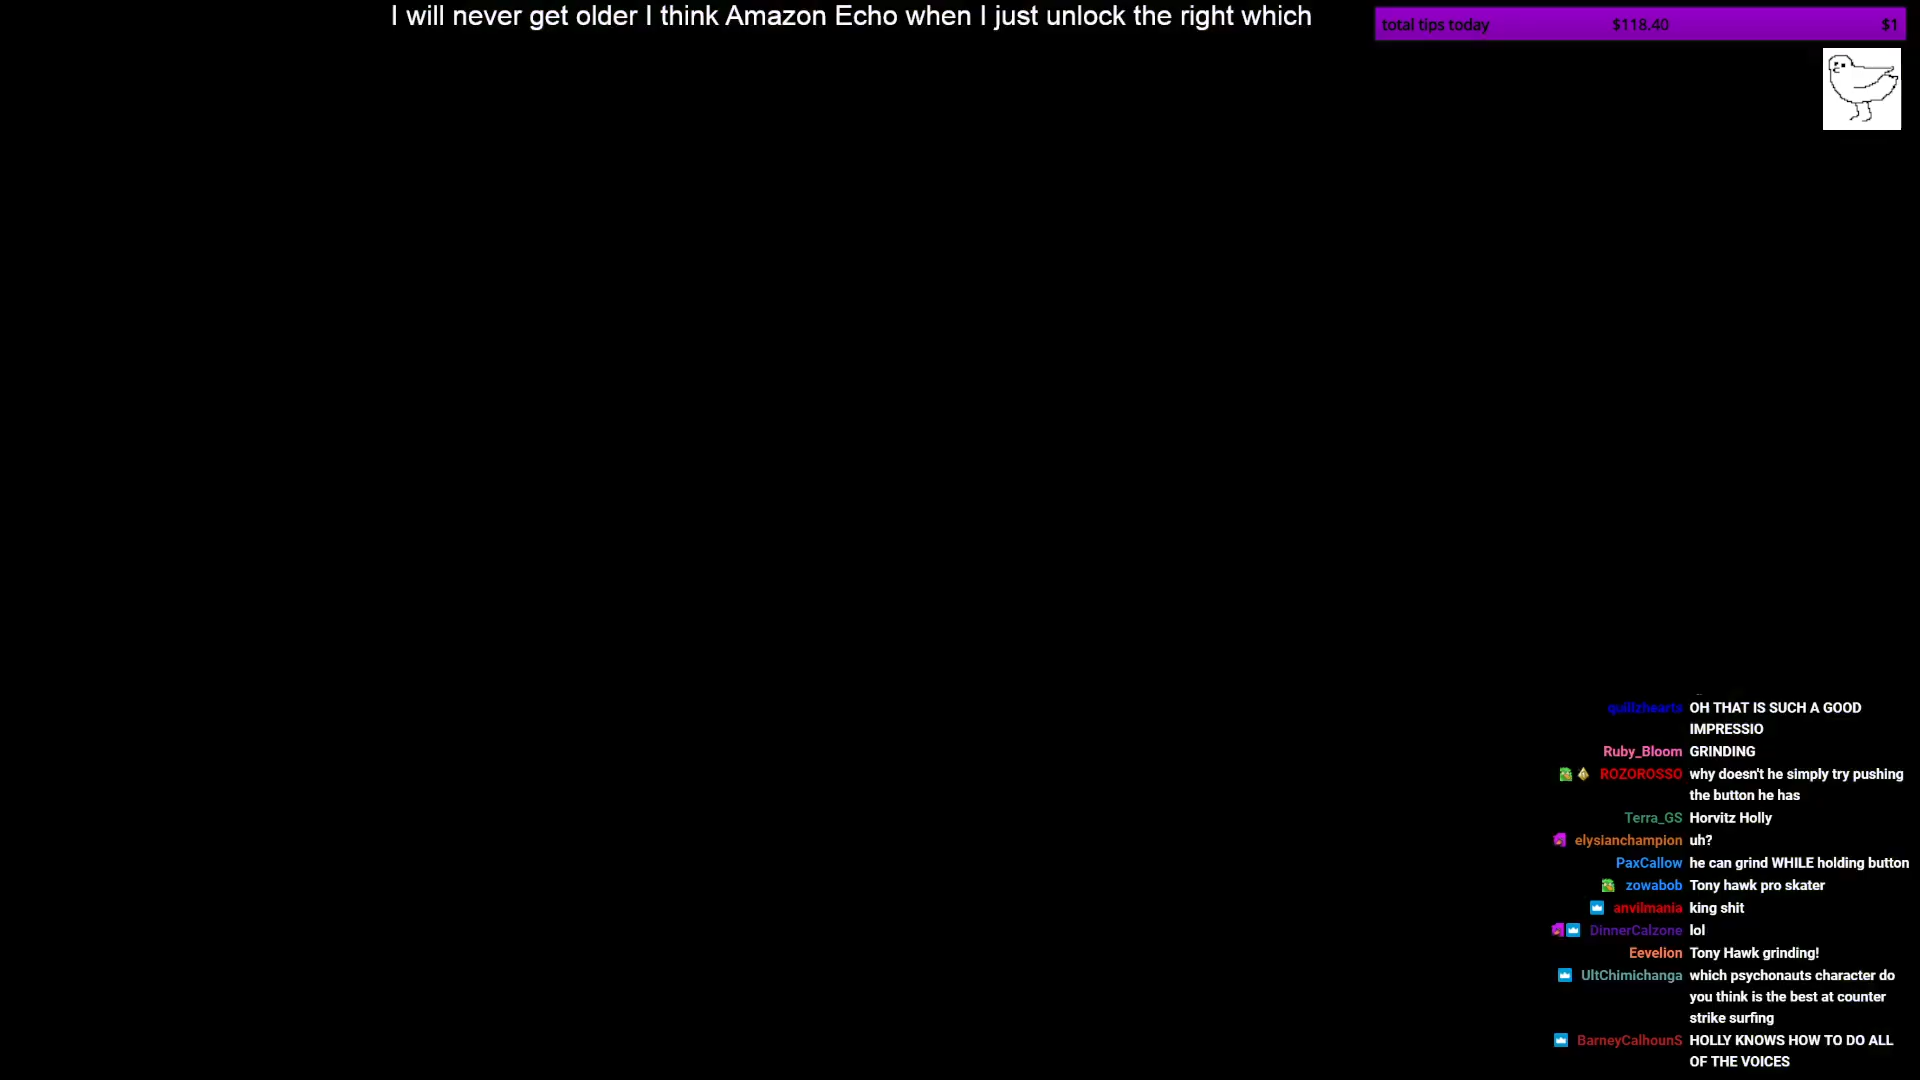 I will never get older I think Amazon Echo when I just unlock the right which
total tips today $118.40 $1
quillzhearts OH THAT IS SUCH A GOOD
IMPRESSIO
Ruby_Bloom GRINDING
ROZOROSSO why doesn't he simply try pushing
the button he has
Terra_GS Horvitz Holly
elysianchampion uh?
PaxCallow he can grind WHILE holding button
zowabob Tony hawk pro skater
anvilmania king shit
DinnerCalzone lol
Eevelion Tony Hawk grinding!
UltChimichanga which psychonauts character do
you think is the best at counter
strike surfing
BarneyCalhounS HOLLY KNOWS HOW TO DO ALL
OF THE VOICES